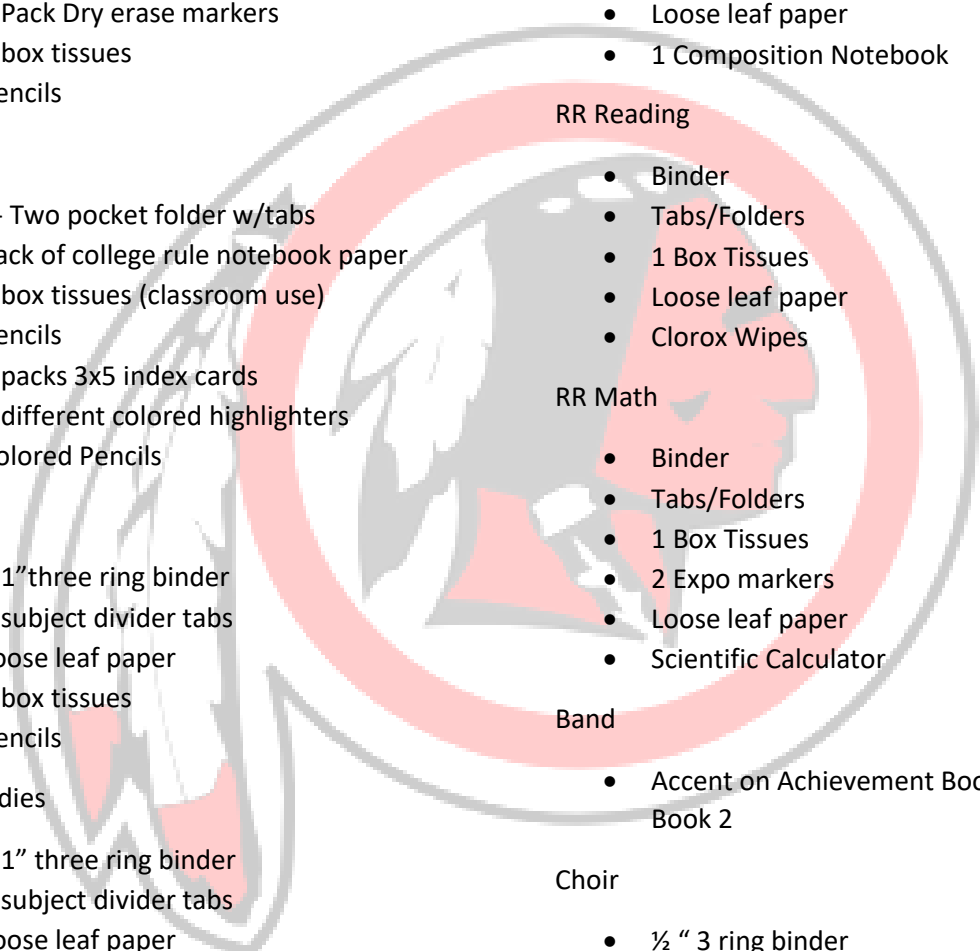 Pack Dry erase markers
box tissues
encils
- Two pocket folder w/tabs
ack of college rule notebook paper
box tissues (classroom use)
encils
packs 3x5 index cards
different colored highlighters
olored Pencils
1”three ring binder
subject divider tabs
oose leaf paper
box tissues
encils
dies
1” three ring binder
subject divider tabs
oose leaf paper
• Loose leaf paper
• 1 Composition Notebook
RR Reading
• Binder
• Tabs/Folders
• 1 Box Tissues
• Loose leaf paper
• Clorox Wipes
RR Math
• Binder
• Tabs/Folders
• 1 Box Tissues
• 2 Expo markers
• Loose leaf paper
• Scientific Calculator
Band
• Accent on Achievement Boo
Book 2
Choir
• ½ “ 3 ring binder